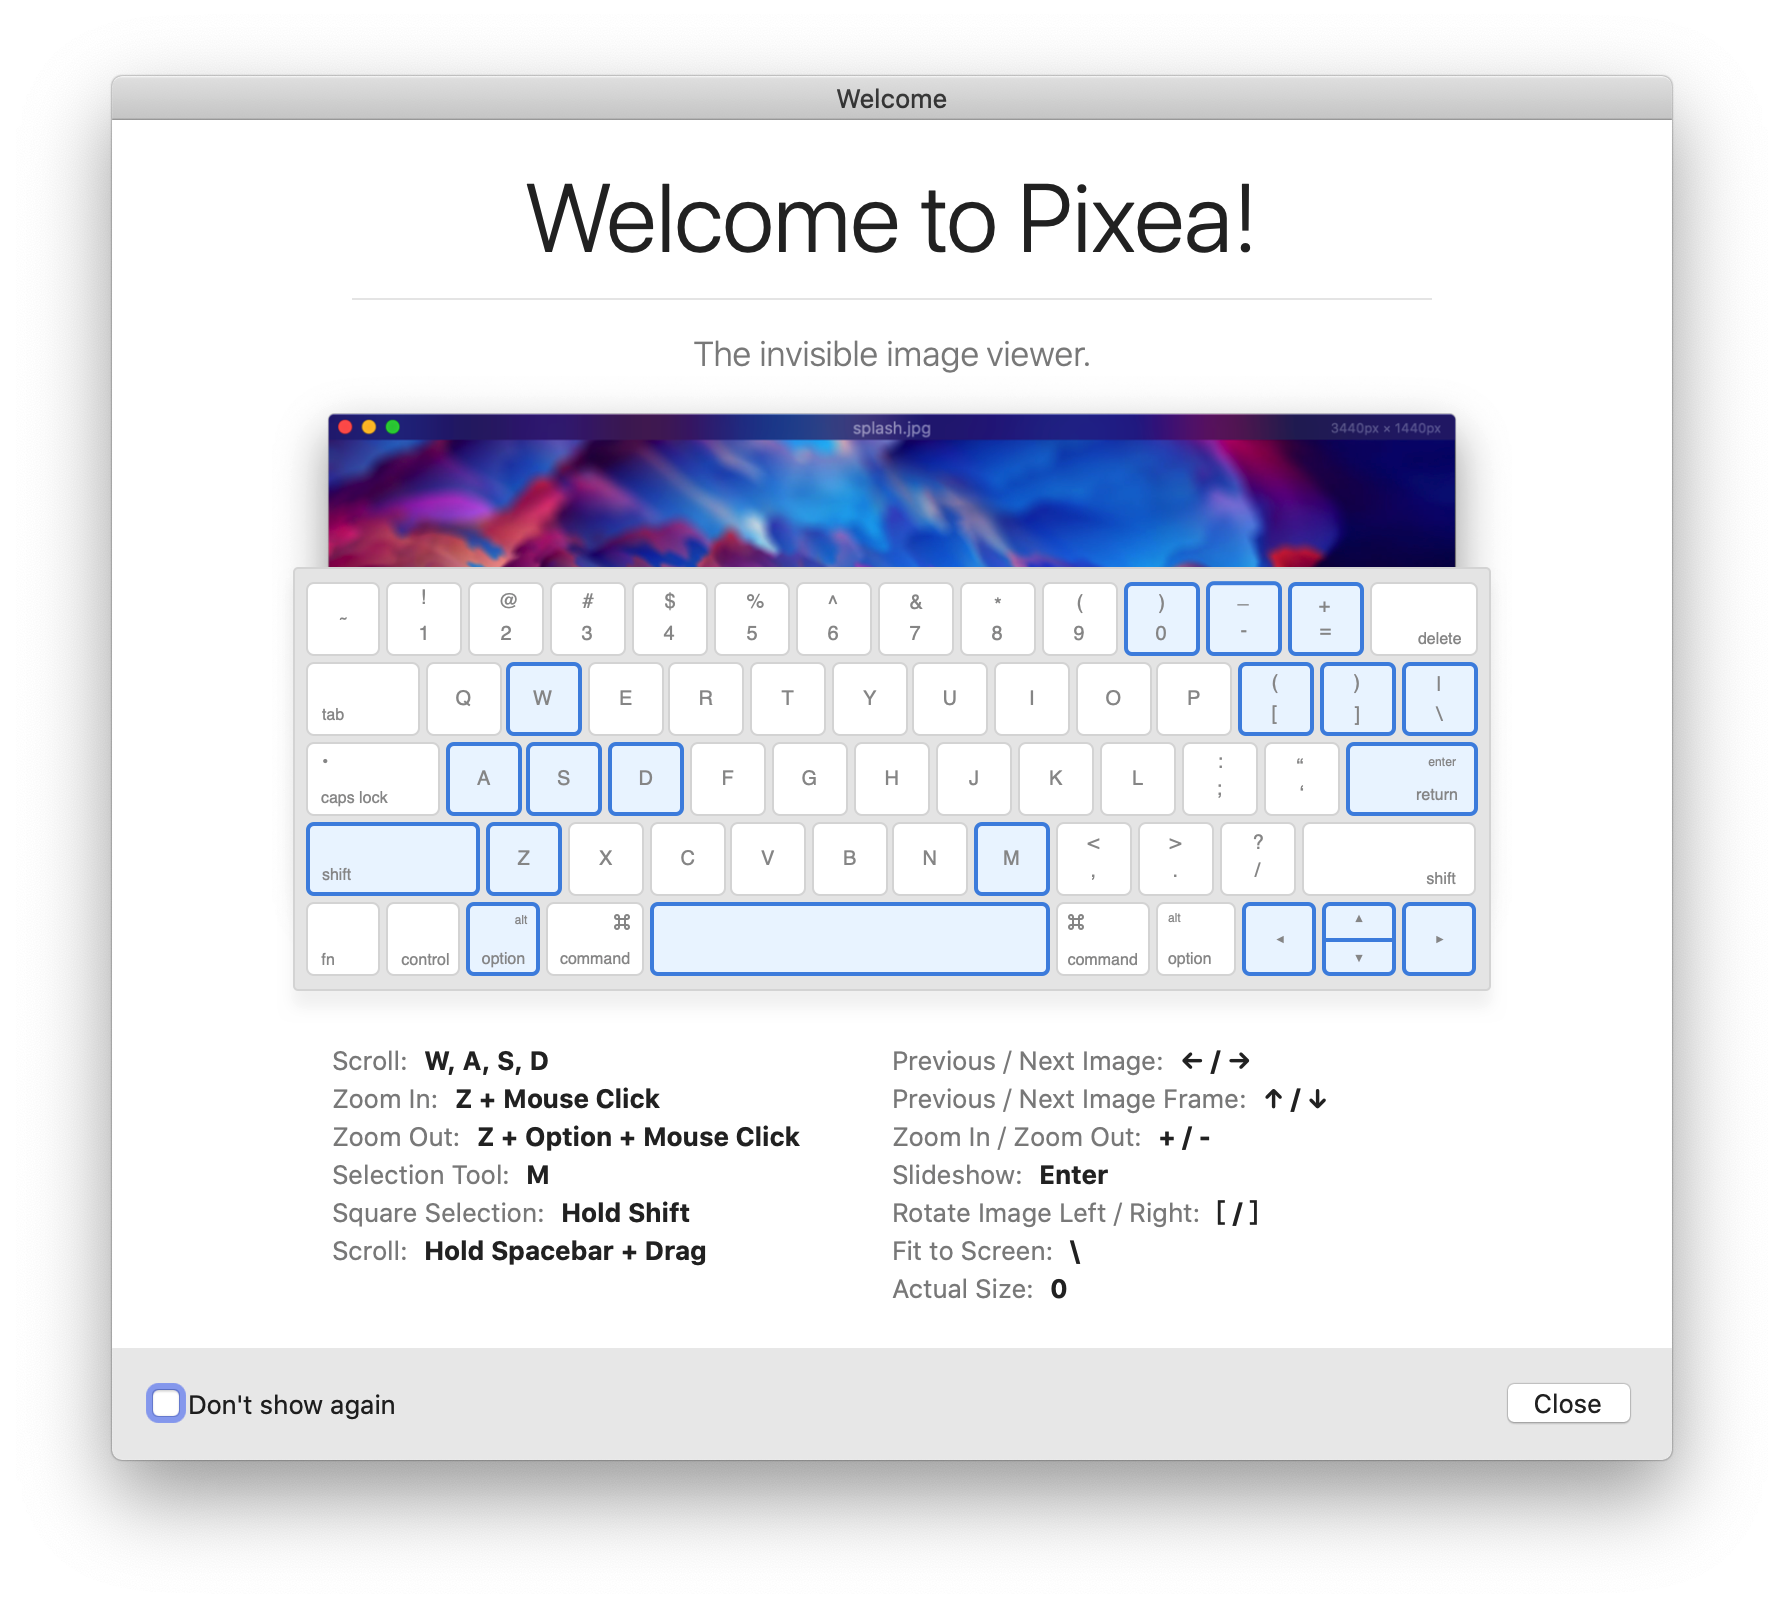 Welcome
Welcome to Pixea!
The invisible image viewer.
splash.jpg 3440px × 1440px
~ ! 1 @ 2 # 3 $ 4 % 5 ^ 6 & 7 * 8 ( 9 ) 0 _ - + = delete
tab Q W E R T Y U I O P ( [ ) ] | \
caps lock A S D F G H J K L : ; “ ‘ enter return
shift Z X C V B N M < , > . ? / shift
fn control alt option ⌘ command ⌘ command alt option ◂ ▴ ▾ ▸
Scroll: W, A, S, D
Zoom In: Z + Mouse Click
Zoom Out: Z + Option + Mouse Click
Selection Tool: M
Square Selection: Hold Shift
Scroll: Hold Spacebar + Drag
Previous / Next Image: ← / →
Previous / Next Image Frame: ↑ / ↓
Zoom In / Zoom Out: + / -
Slideshow: Enter
Rotate Image Left / Right: [ / ]
Fit to Screen: \
Actual Size: 0
Don't show again
Close